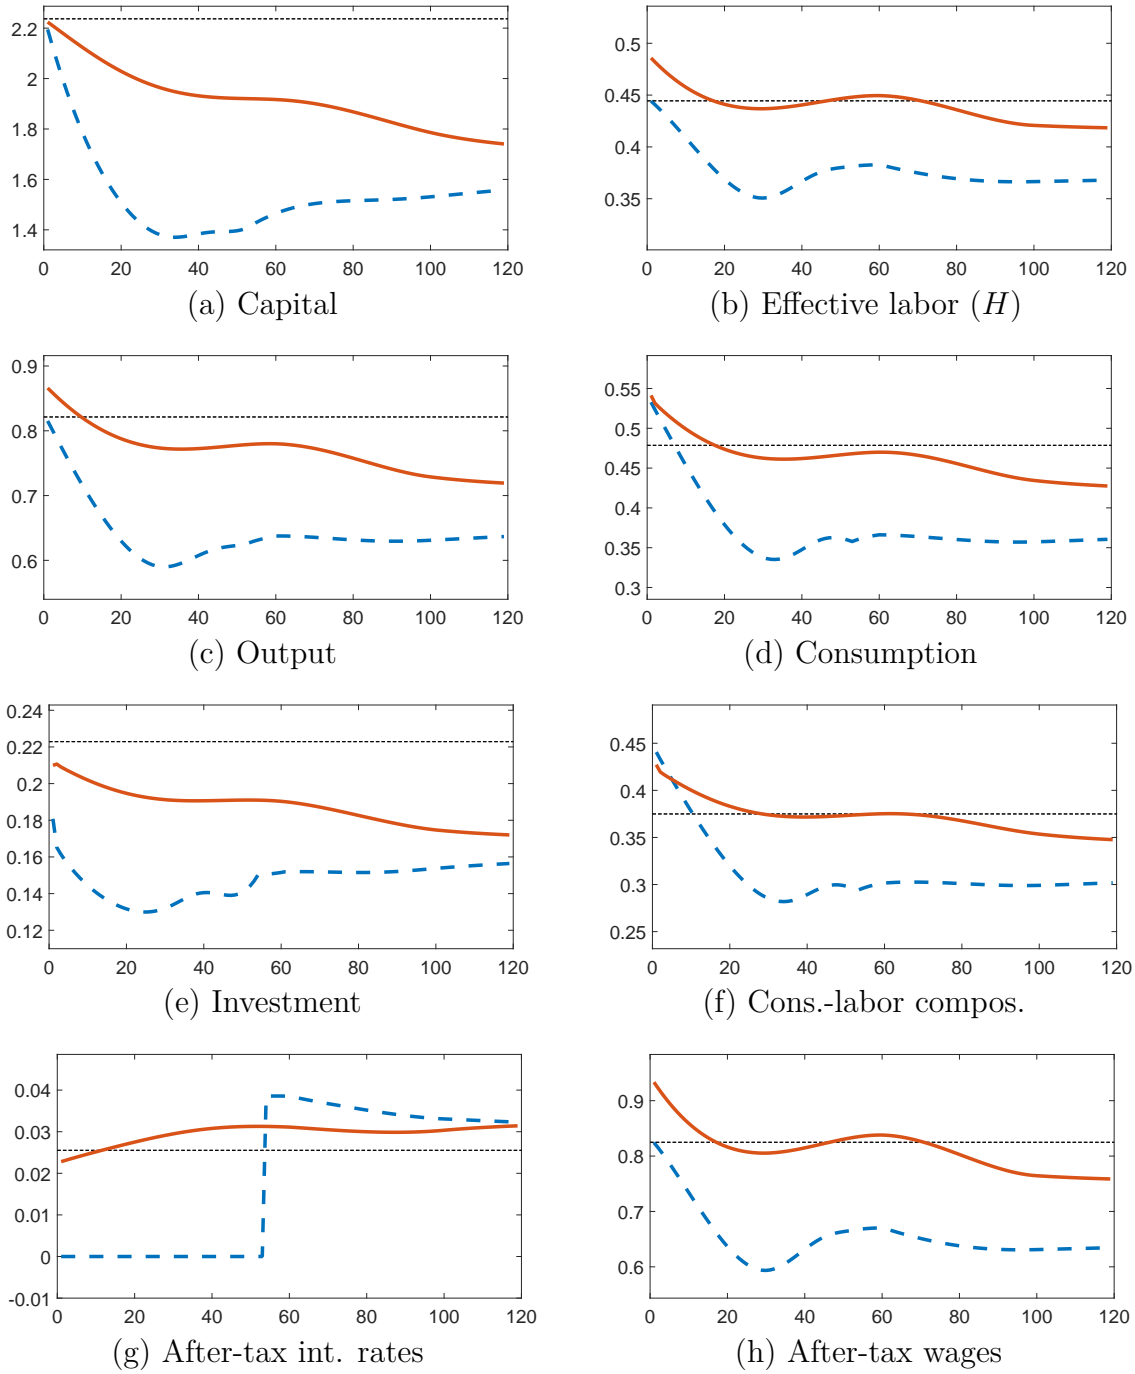 2.2
2
1.8
1.6
1.4
0 20 40 60 80 100 120
(a) Capital
0.5
0.45
0.4
0.35
0 20 40 60 80 100 120
(b) Effective labor (H)
0.9
0.8
0.7
0.6
0 20 40 60 80 100 120
(c) Output
0.55
0.5
0.45
0.4
0.35
0.3
0 20 40 60 80 100 120
(d) Consumption
0.24
0.22
0.2
0.18
0.16
0.14
0.12
0 20 40 60 80 100 120
(e) Investment
0.45
0.4
0.35
0.3
0.25
0 20 40 60 80 100 120
(f) Cons.-labor compos.
0.04
0.03
0.02
0.01
0
-0.01
0 20 40 60 80 100 120
(g) After-tax int. rates
0.9
0.8
0.7
0.6
0 20 40 60 80 100 120
(h) After-tax wages